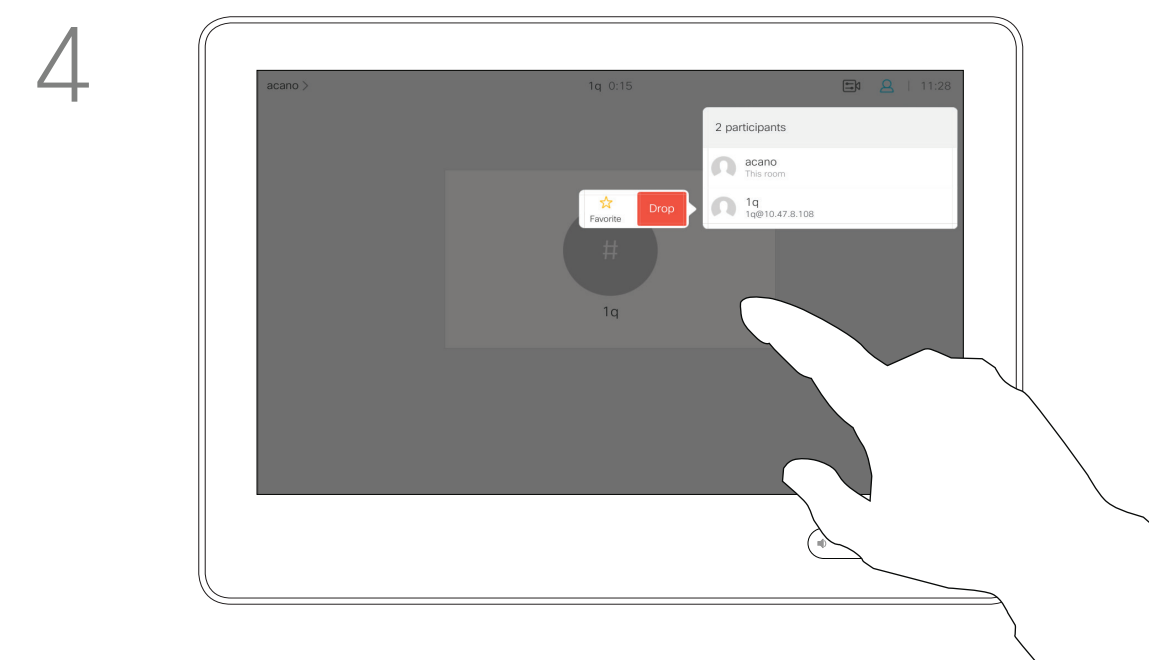 4
acano >
1q 0:15
11:28
2 participants
acano
This room
Favorite
Drop
1q
1q@10.47.8.108
#
1q